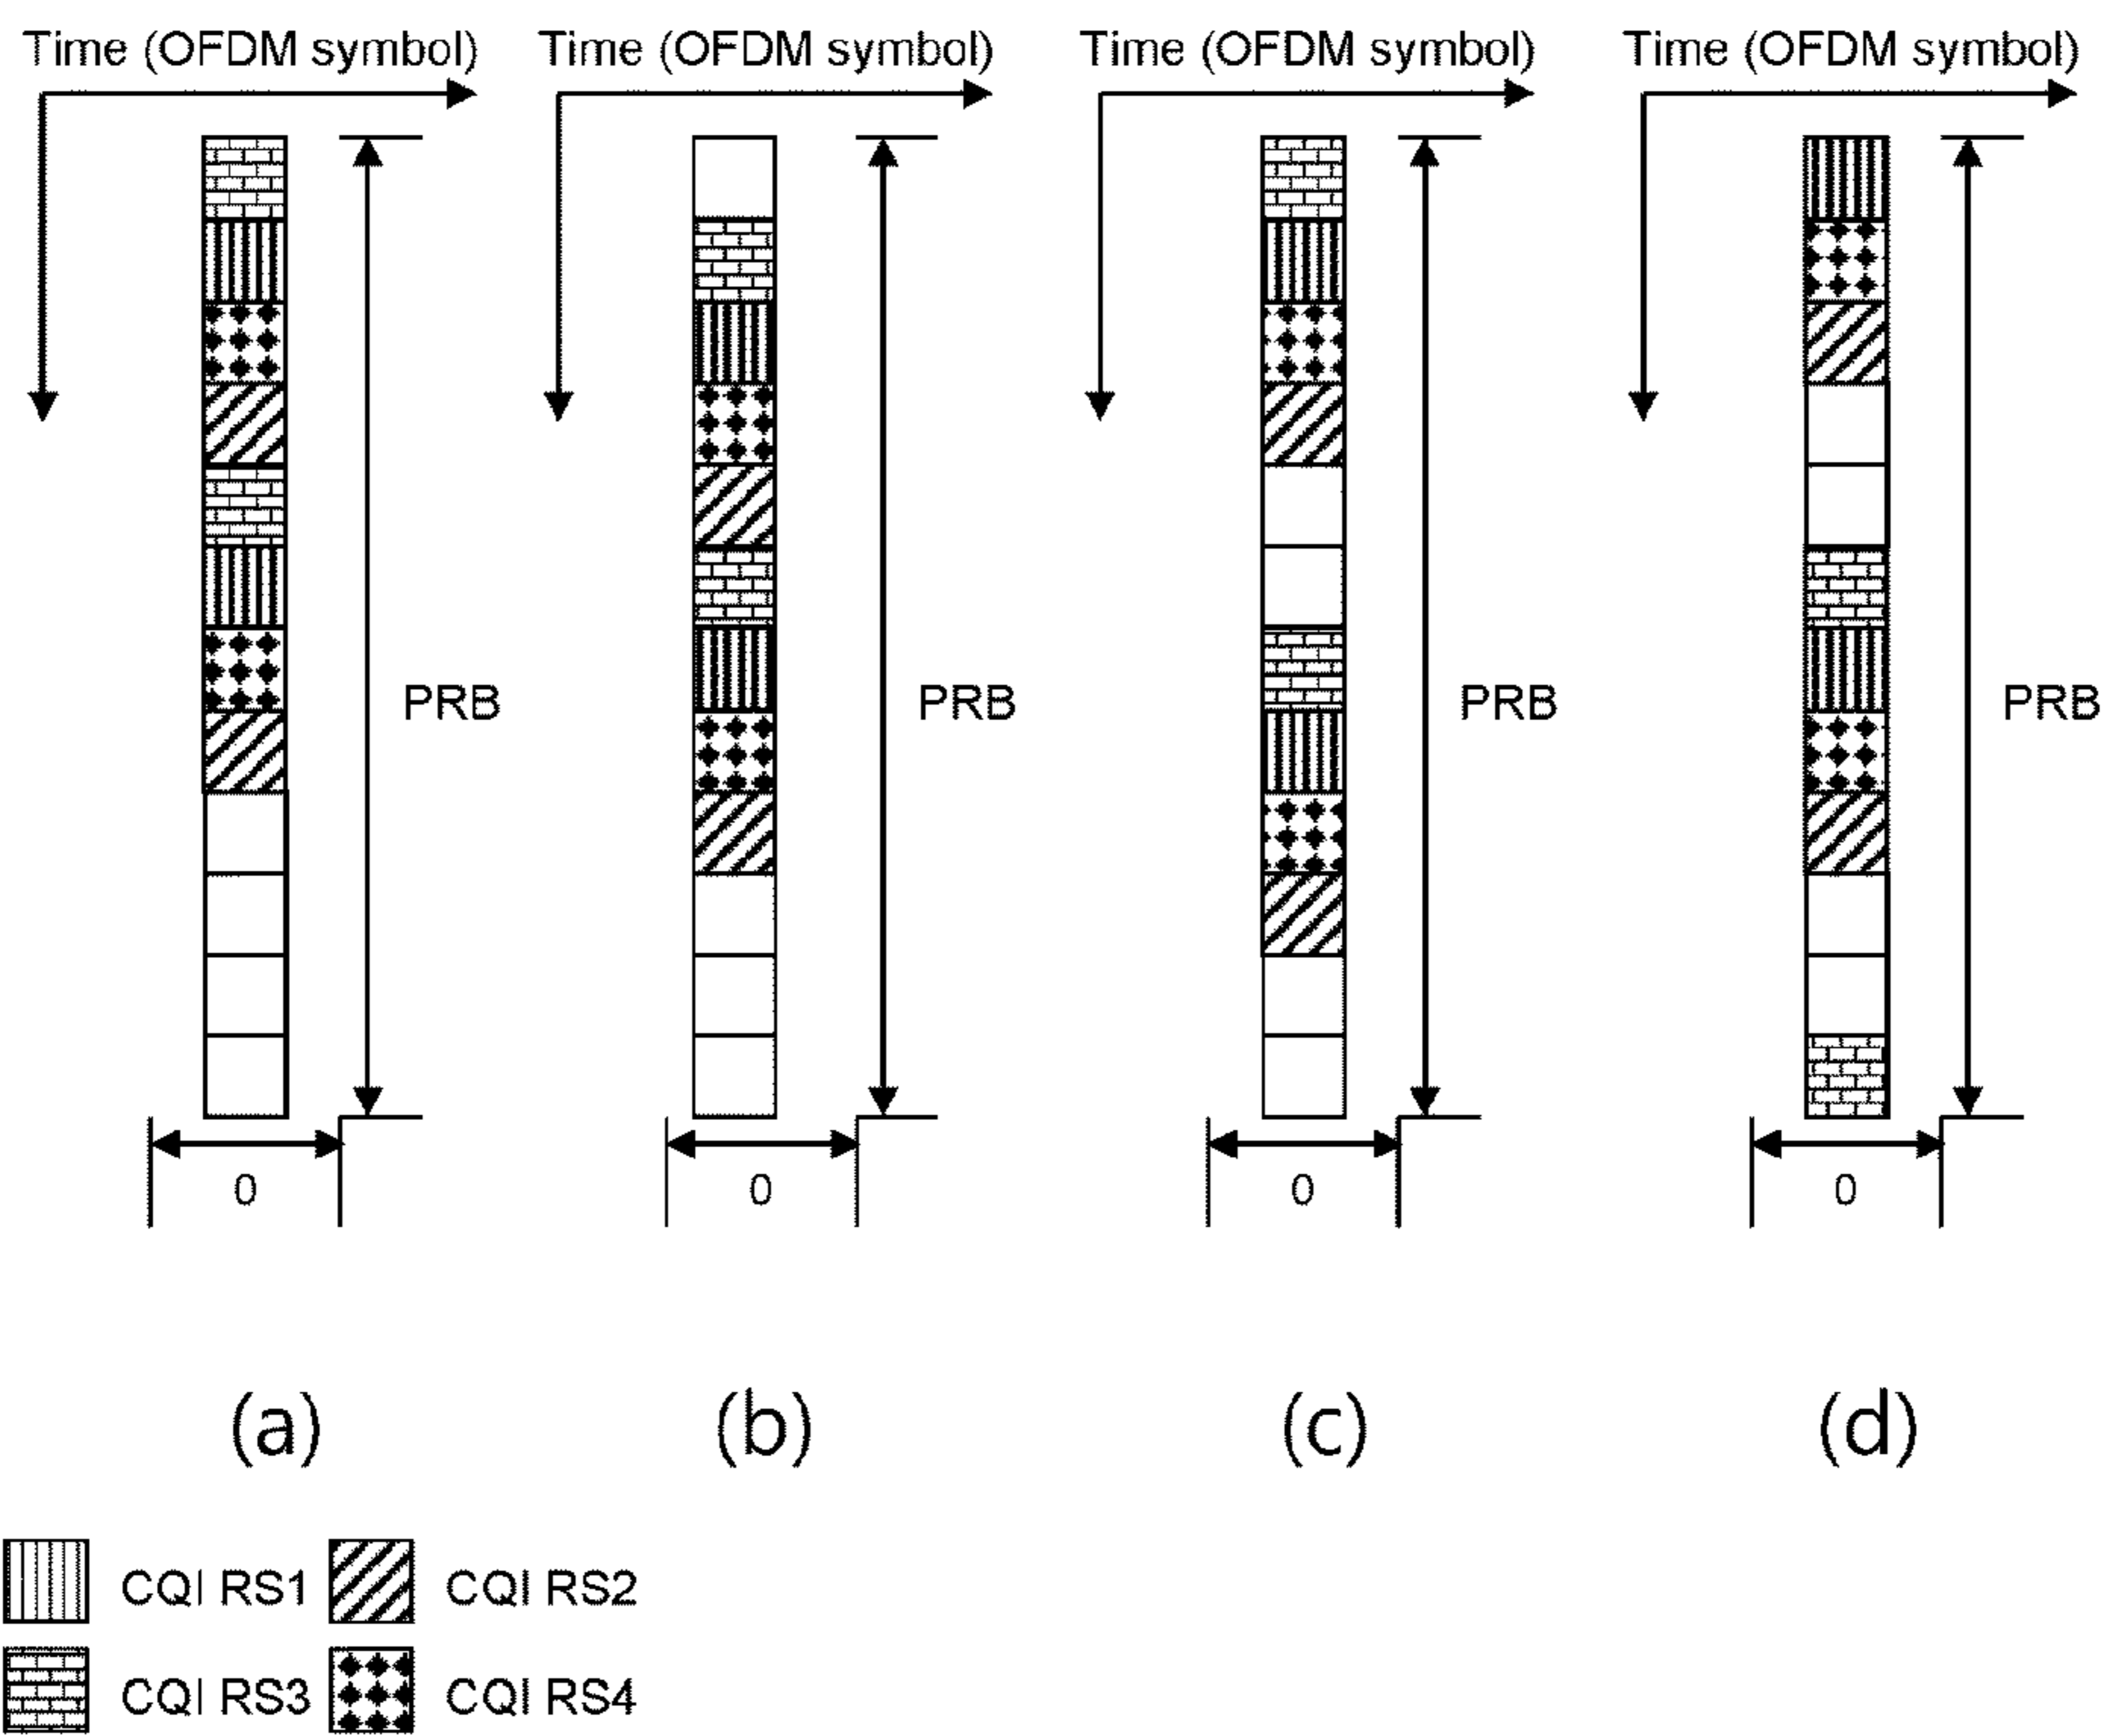 Time (OFDM symbol) Time (OFDM symbol) Time (OFDM symbol) Time (OFDM symbol)
PRB PRB PRB PRB
0 0 0 0
(a) (b) (c) (d)
CQI RS1 CQI RS2
CQI RS3 CQI RS4